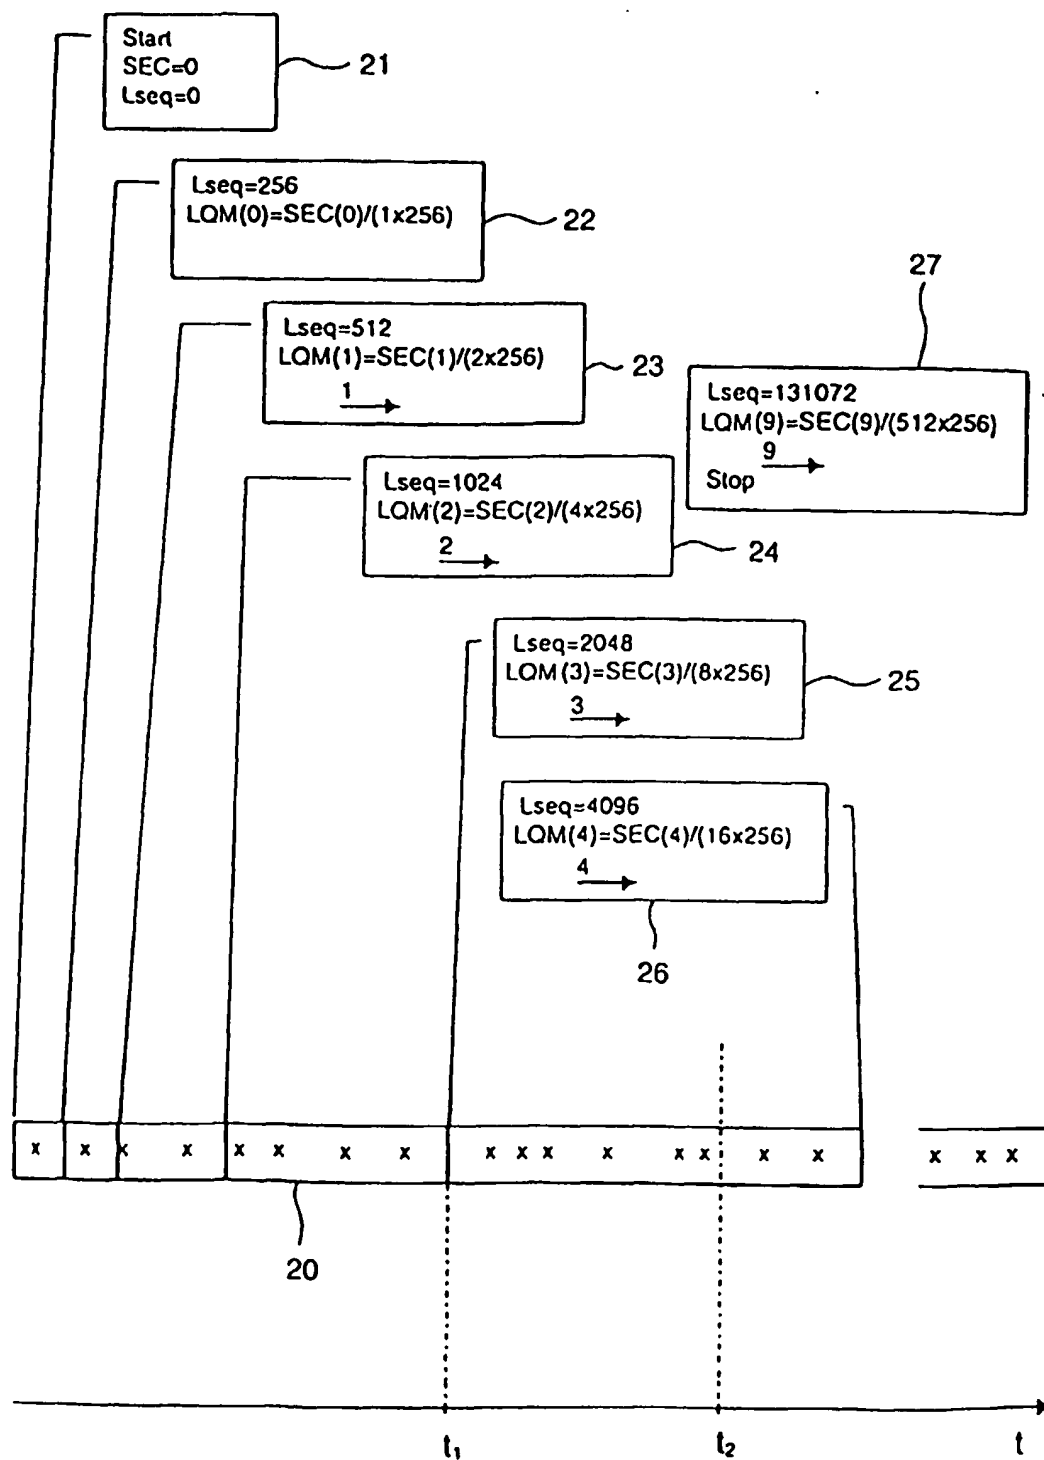 Start
SEC=0
Lseq=0
21
Lseq=256
LQM(0)=SEC(0)/(1x256)
22
27
Lseq=512
LQM(1)=SEC(1)/(2x256)
1
23
Lseq=131072
LQM(9)=SEC(9)/(512x256)
9
Stop
Lseq=1024
LQM(2)=SEC(2)/(4x256)
2
24
Lseq=2048
LQM(3)=SEC(3)/(8x256)
3
25
Lseq=4096
LQM(4)=SEC(4)/(16x256)
4
26
x x x x x x x x x x x x x x x x x x x
20
t₁ t₂ t